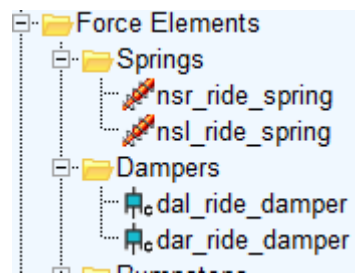 Force Elements
Springs
nsr_ride_spring
nsl_ride_spring
Dampers
dal_ride_damper
dar_ride_damper